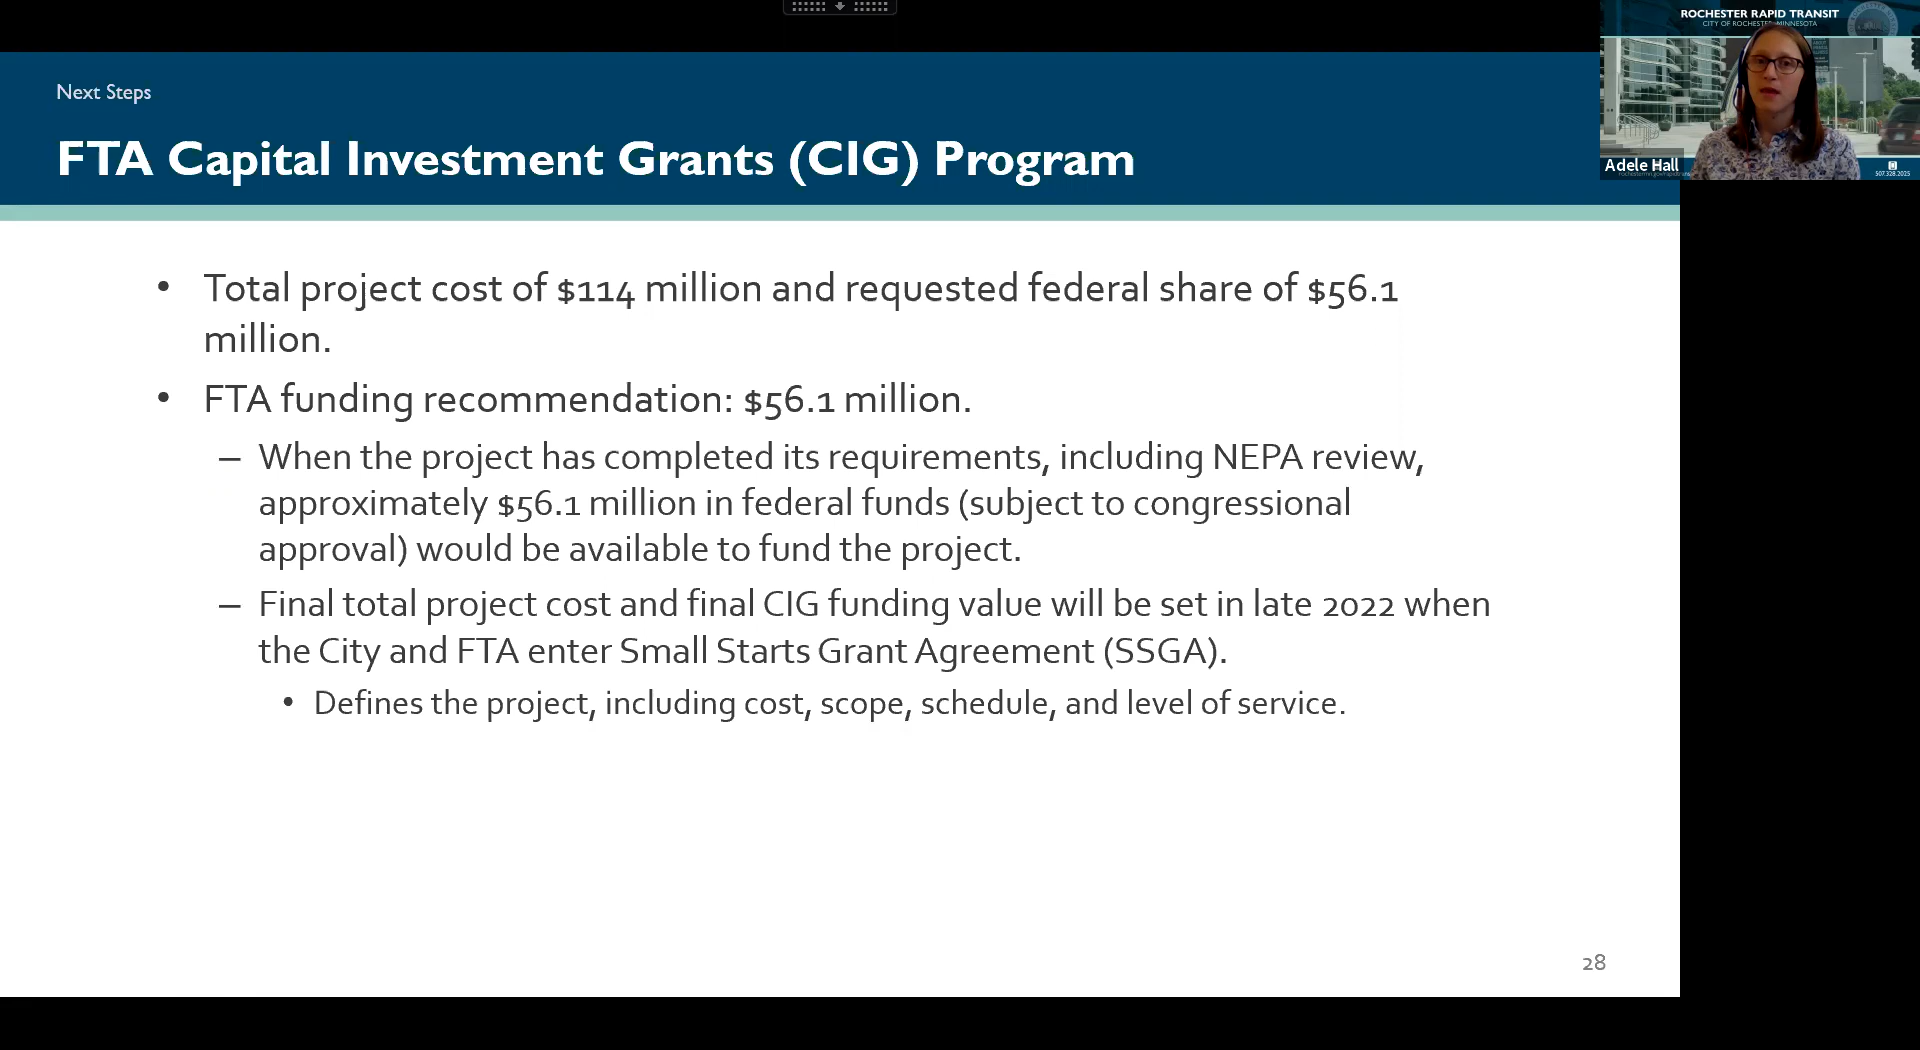 ROCHESTER RAPID TRANSIT
CITY OF ROCHESTER, MINNESOTA
Adele Hall
507.328.2025
Next Steps
FTA Capital Investment Grants (CIG) Program
• Total project cost of $114 million and requested federal share of $56.1
million.
• FTA funding recommendation: $56.1 million.
– When the project has completed its requirements, including NEPA review,
approximately $56.1 million in federal funds (subject to congressional
approval) would be available to fund the project.
– Final total project cost and final CIG funding value will be set in late 2022 when
the City and FTA enter Small Starts Grant Agreement (SSGA).
• Defines the project, including cost, scope, schedule, and level of service.
28